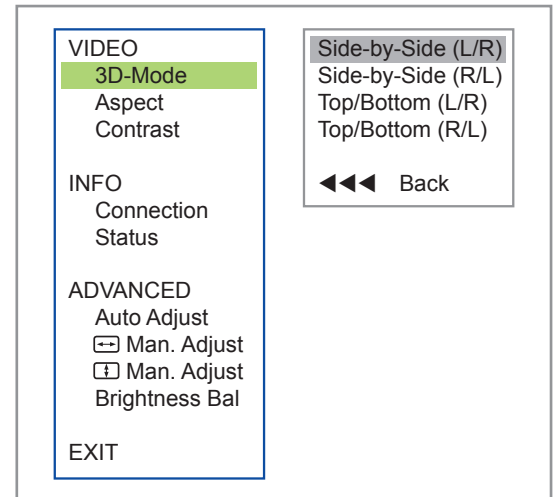 VIDEO
3D-Mode
Aspect
Contrast
INFO
Connection
Status
ADVANCED
Auto Adjust
Man. Adjust
Man. Adjust
Brightness Bal
EXIT
Side-by-Side (L/R)
Side-by-Side (R/L)
Top/Bottom (L/R)
Top/Bottom (R/L)
◀◀◀ Back